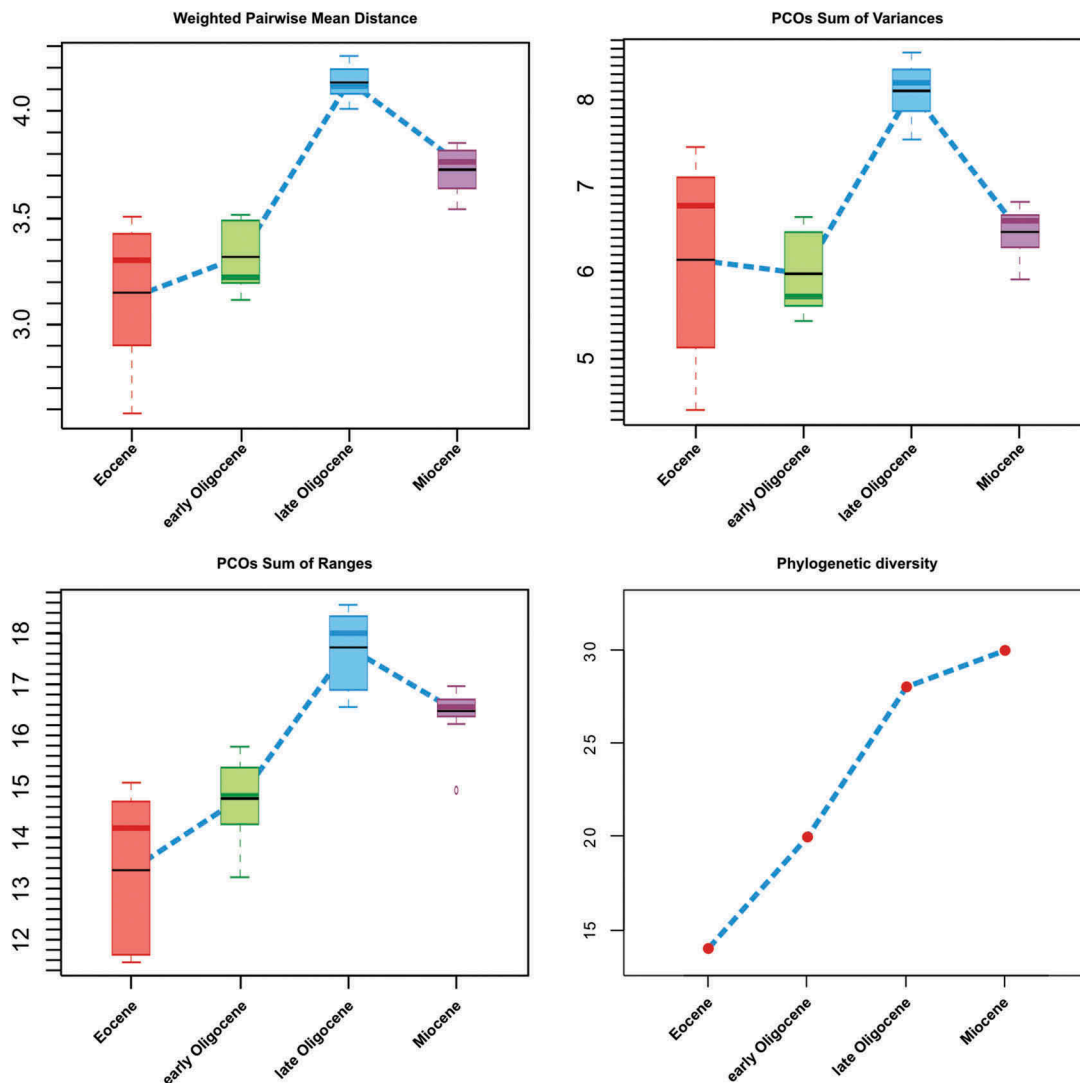 Weighted Pairwise Mean Distance
4.0
3.5
3.0
Eocene
early Oligocene
late Oligocene
Miocene
PCOs Sum of Variances
8
7
6
5
Eocene
early Oligocene
late Oligocene
Miocene
PCOs Sum of Ranges
18
17
16
15
14
13
12
Eocene
early Oligocene
late Oligocene
Miocene
Phylogenetic diversity
30
25
20
15
Eocene
early Oligocene
late Oligocene
Miocene